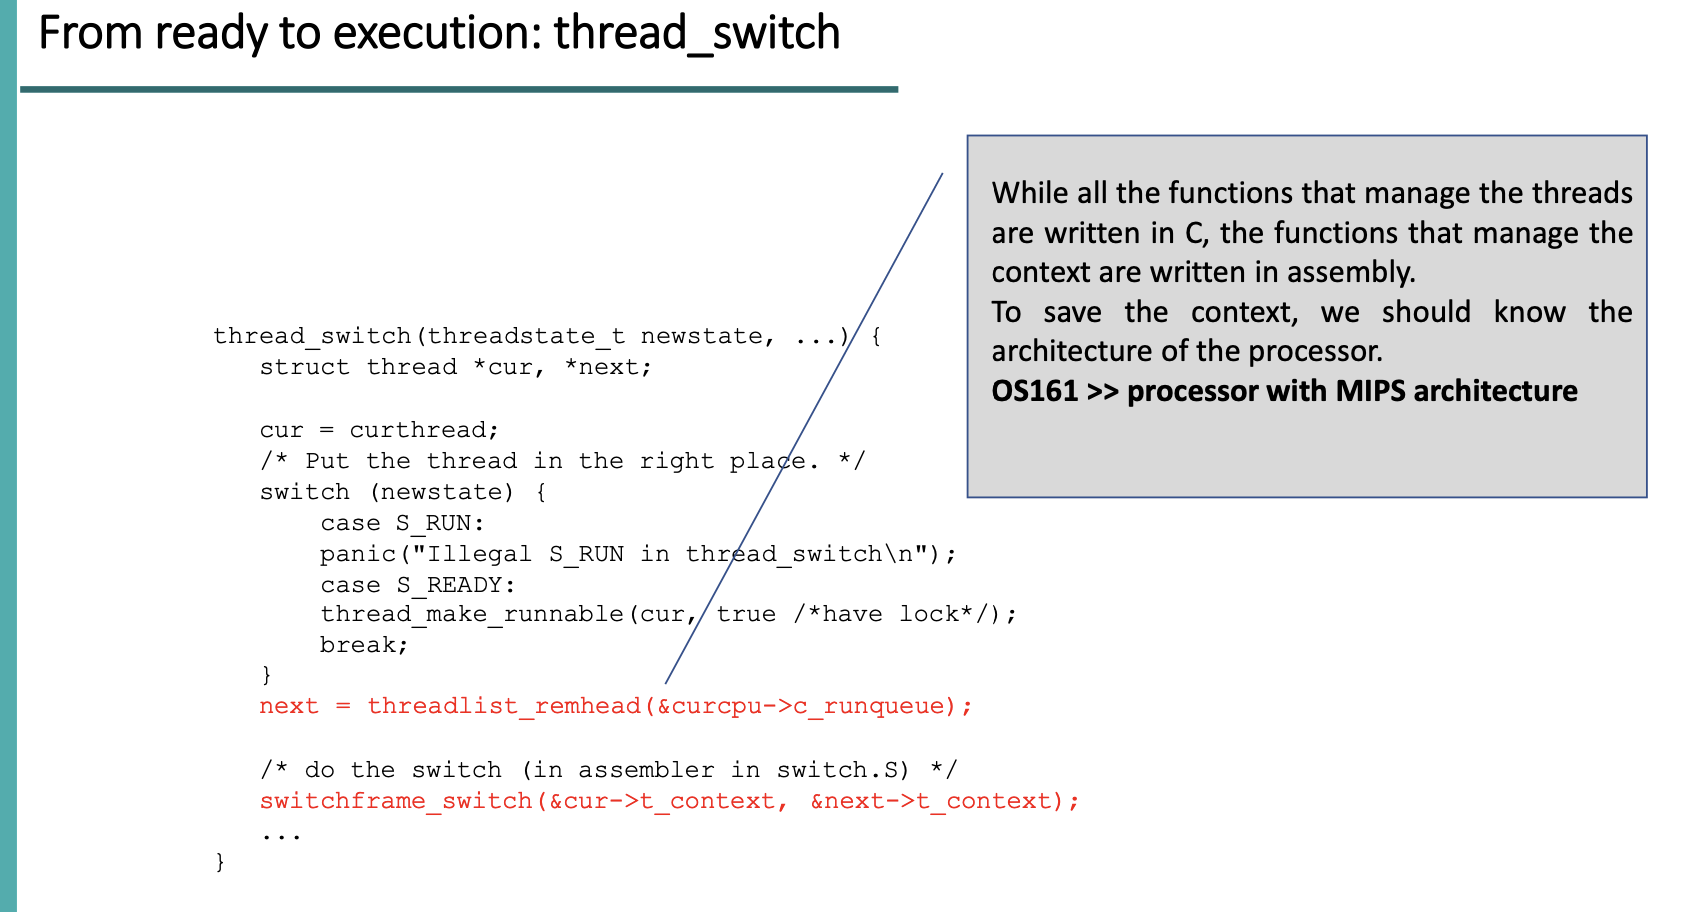 From ready to execution: thread_switch
While all the functions that manage the threads
are written in C, the functions that manage the
context are written in assembly.
To save the context, we should know the
architecture of the processor.
OS161 >> processor with MIPS architecture
thread_switch(threadstate_t newstate, ...) {
struct thread *cur, *next;
cur = curthread;
/* Put the thread in the right place. */
switch (newstate) {
case S_RUN:
panic("Illegal S_RUN in thread_switch\n");
case S_READY:
thread_make_runnable(cur, true /*have lock*/);
break;
}
next = threadlist_remhead(&curcpu->c_runqueue);
/* do the switch (in assembler in switch.S) */
switchframe_switch(&cur->t_context, &next->t_context);
...
}